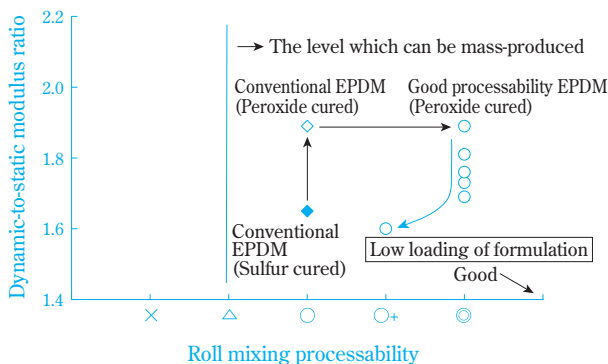 Dynamic-to-static modulus ratio
2.2
2.0
1.8
1.6
1.4
The level which can be mass-produced
Conventional EPDM
(Peroxide cured)
Good processability EPDM
(Peroxide cured)
Conventional
EPDM
(Sulfur cured)
Low loading of formulation
Good
× △ ○ ○+ ◎
Roll mixing processability